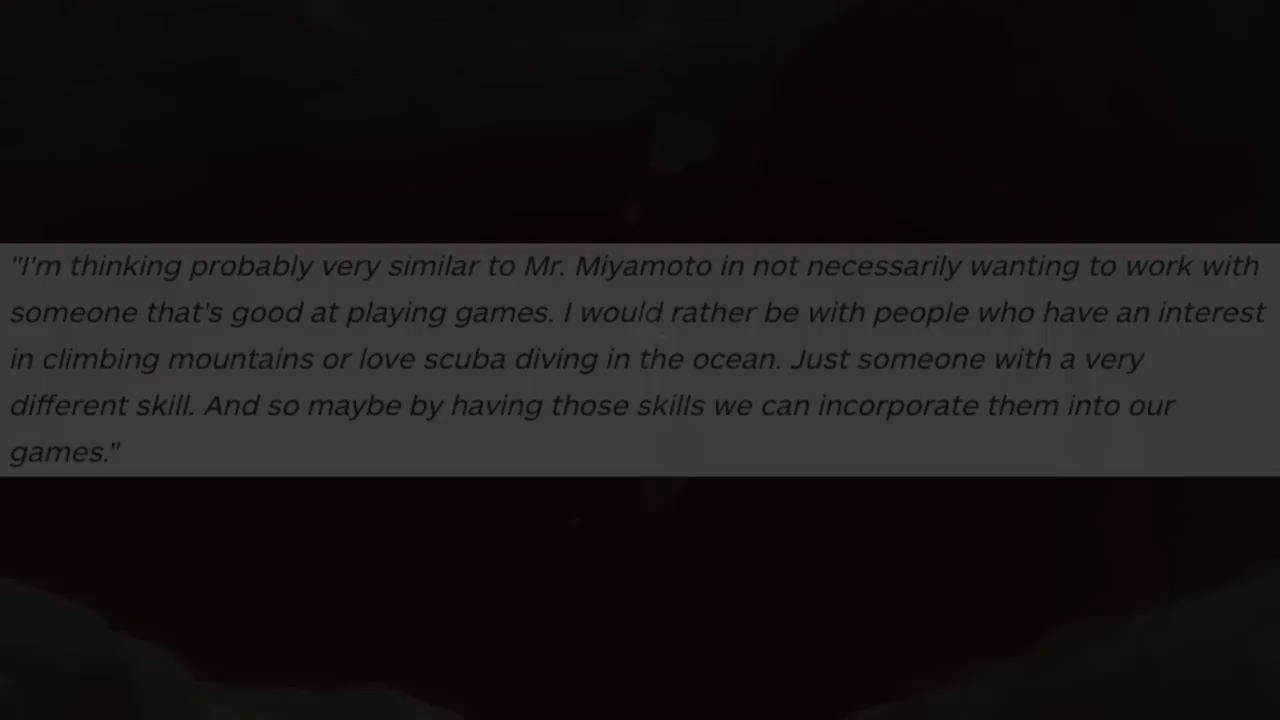 "I'm thinking probably very similar to Mr. Miyamoto in not necessarily wanting to work with
someone that's good at playing games. I would rather be with people who have an interest
in climbing mountains or love scuba diving in the ocean. Just someone with a very
different skill. And so maybe by having those skills we can incorporate them into our
games."